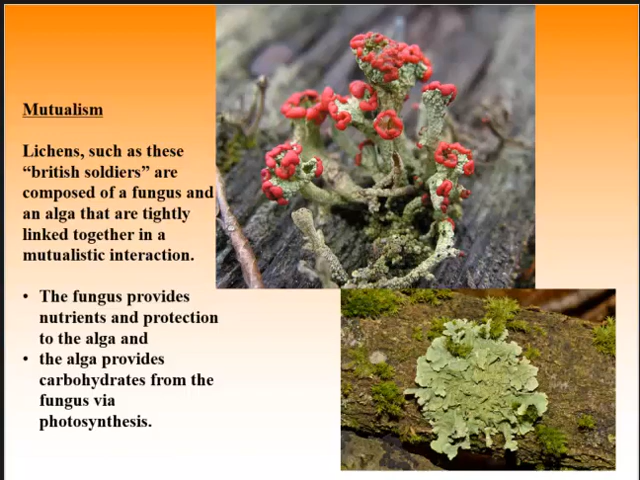 Mutualism
Lichens, such as these
“british soldiers” are
composed of a fungus and
an alga that are tightly
linked together in a
mutualistic interaction.
• The fungus provides
nutrients and protection
to the alga and
• the alga provides
carbohydrates from the
fungus via
photosynthesis.